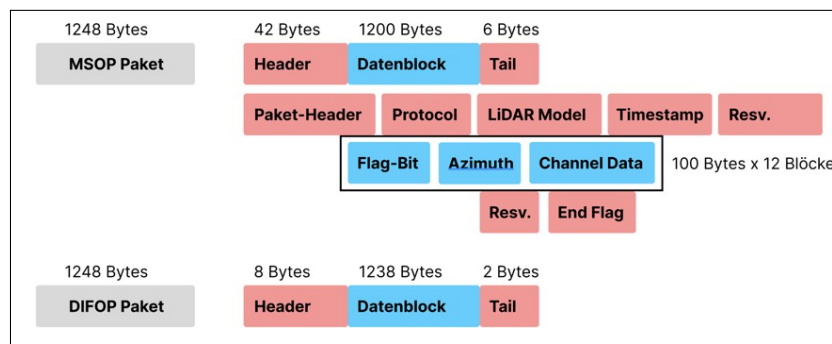 1248 Bytes 42 Bytes 1200 Bytes 6 Bytes
MSOP Paket Header Datenblock Tail
Paket-Header Protocol LiDAR Model Timestamp Resv.
Flag-Bit Azimuth Channel Data 100 Bytes x 12 Blöcke
Resv. End Flag
1248 Bytes 8 Bytes 1238 Bytes 2 Bytes
DIFOP Paket Header Datenblock Tail